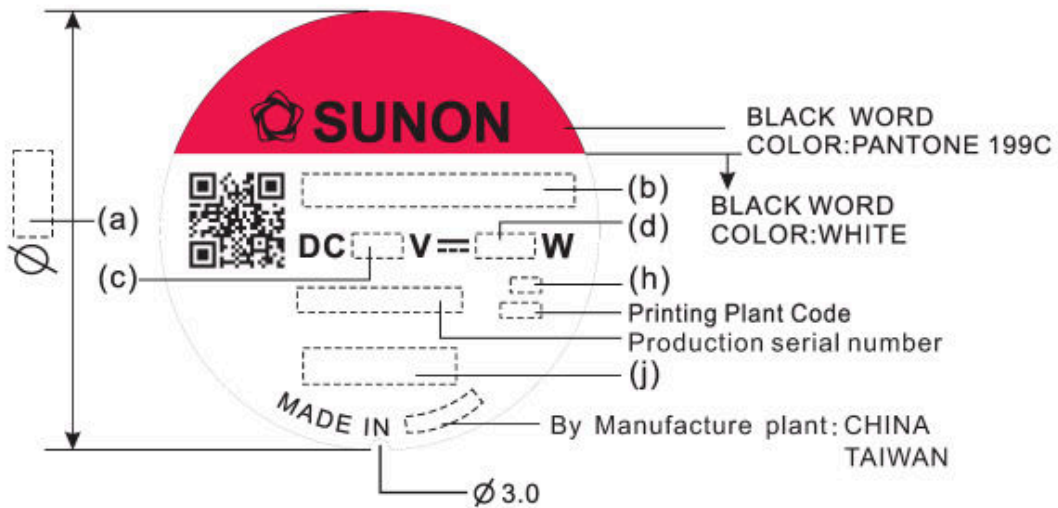 SUNON
BLACK WORD
COLOR:PANTONE 199C
(b)
BLACK WORD
COLOR:WHITE
(a)
Ø
(d)
DC V⎓ W
(c)
(h)
Printing Plant Code
Production serial number
(j)
MADE IN
By Manufacture plant: CHINA
TAIWAN
Ø 3.0